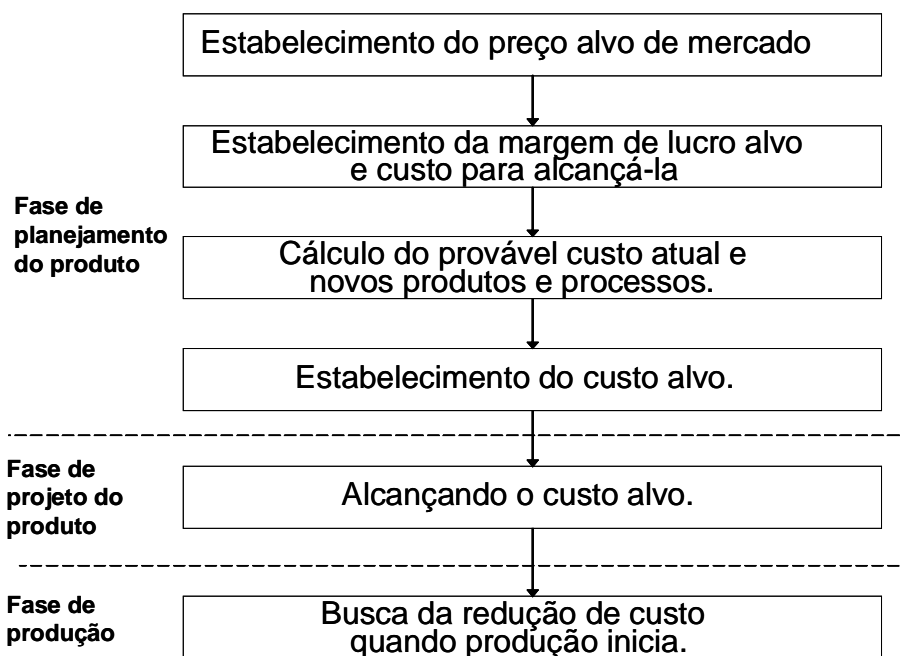 Estabelecimento do preço alvo de mercado
Estabelecimento da margem de lucro alvo
e custo para alcançá-la
Fase de
planejamento
do produto
Cálculo do provável custo atual e
novos produtos e processos.
Estabelecimento do custo alvo.
Fase de
projeto do
produto
Alcançando o custo alvo.
Fase de
produção
Busca da redução de custo
quando produção inicia.